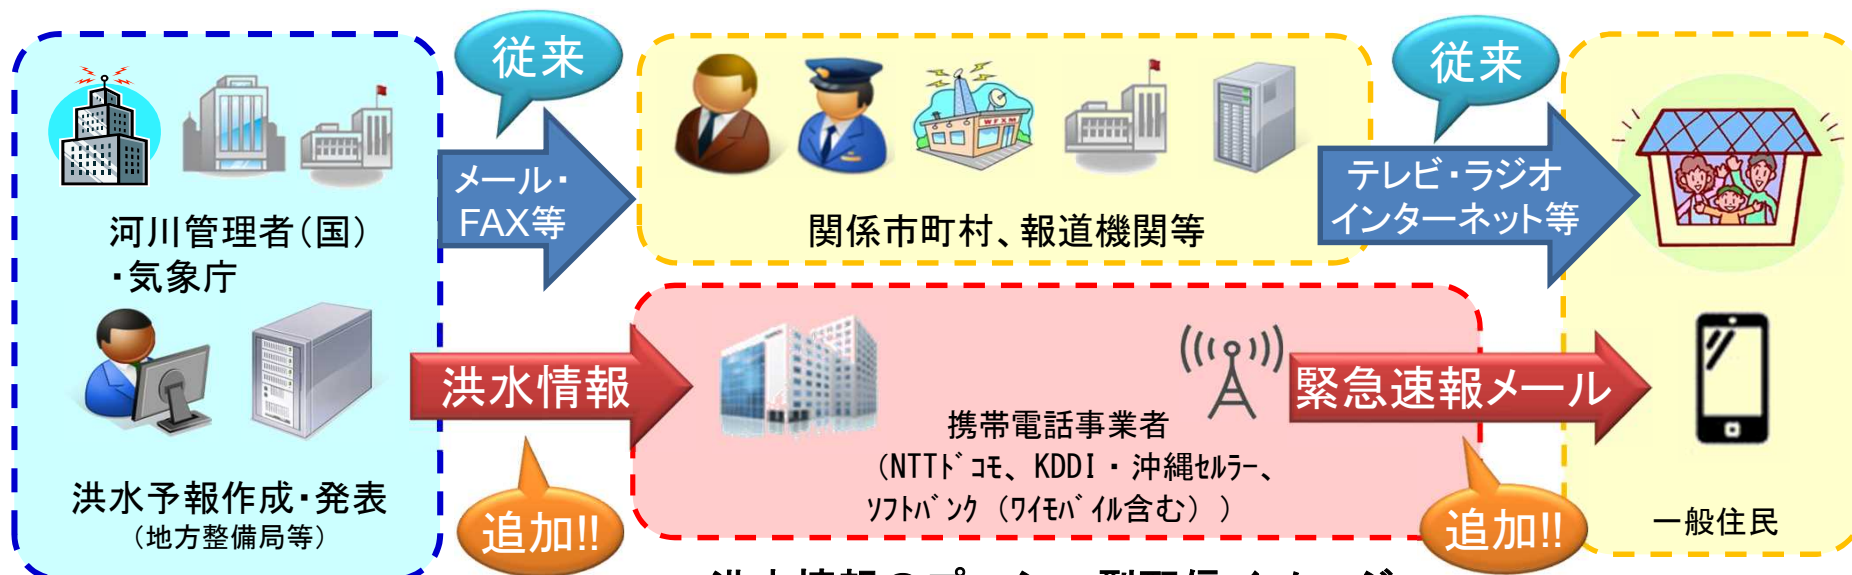 河川管理者（国）
・気象庁
洪水予報作成・発表
（地方整備局等）
従来
メール・
FAX等
関係市町村、報道機関等
従来
テレビ・ラジオ
インターネット等
洪水情報
追加!!
携帯電話事業者
（NTTﾄﾞｺﾓ、KDDI・沖縄ｾﾙﾗｰ、
ｿﾌﾄﾊﾞﾝｸ（ﾜｲﾓﾊﾞｲﾙ含む））
緊急速報メール
追加!!
一般住民
WFXM